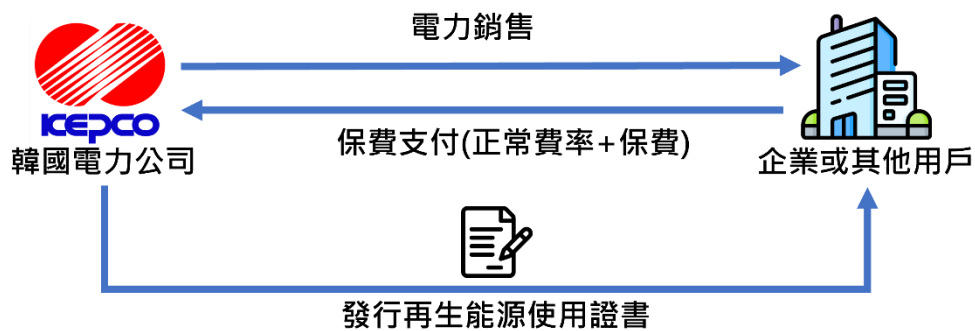 電力銷售
KEPCO
韓國電力公司
保費支付(正常費率+保費)
企業或其他用戶
發行再生能源使用證書